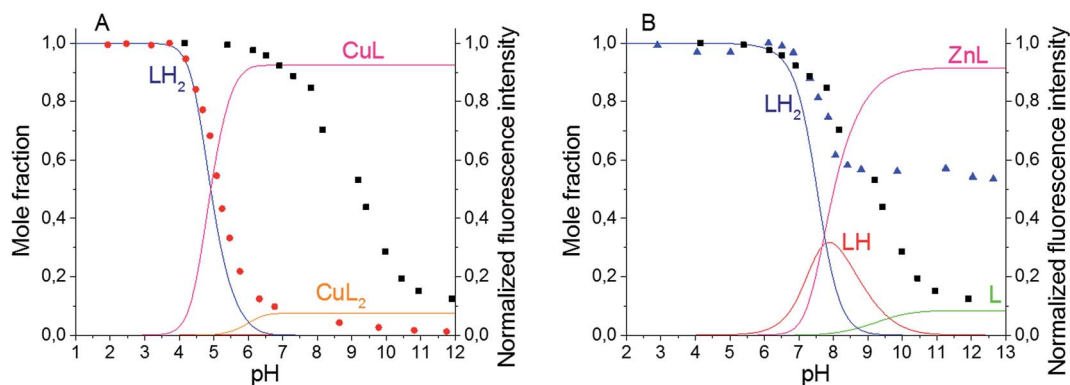 A
B
1,0
0,8
0,6
0,4
0,2
0,0
Mole fraction
1 2 3 4 5 6 7 8 9 10 11 12
pH
LH2
CuL
CuL2
1,0
0,8
0,6
0,4
0,2
0,0
Normalized fluorescence intensity
1,0
0,8
0,6
0,4
0,2
0,0
Mole fraction
2 3 4 5 6 7 8 9 10 11 12 13
pH
LH2
ZnL
LH
L
1,0
0,8
0,6
0,4
0,2
0,0
Normalized fluorescence intensity